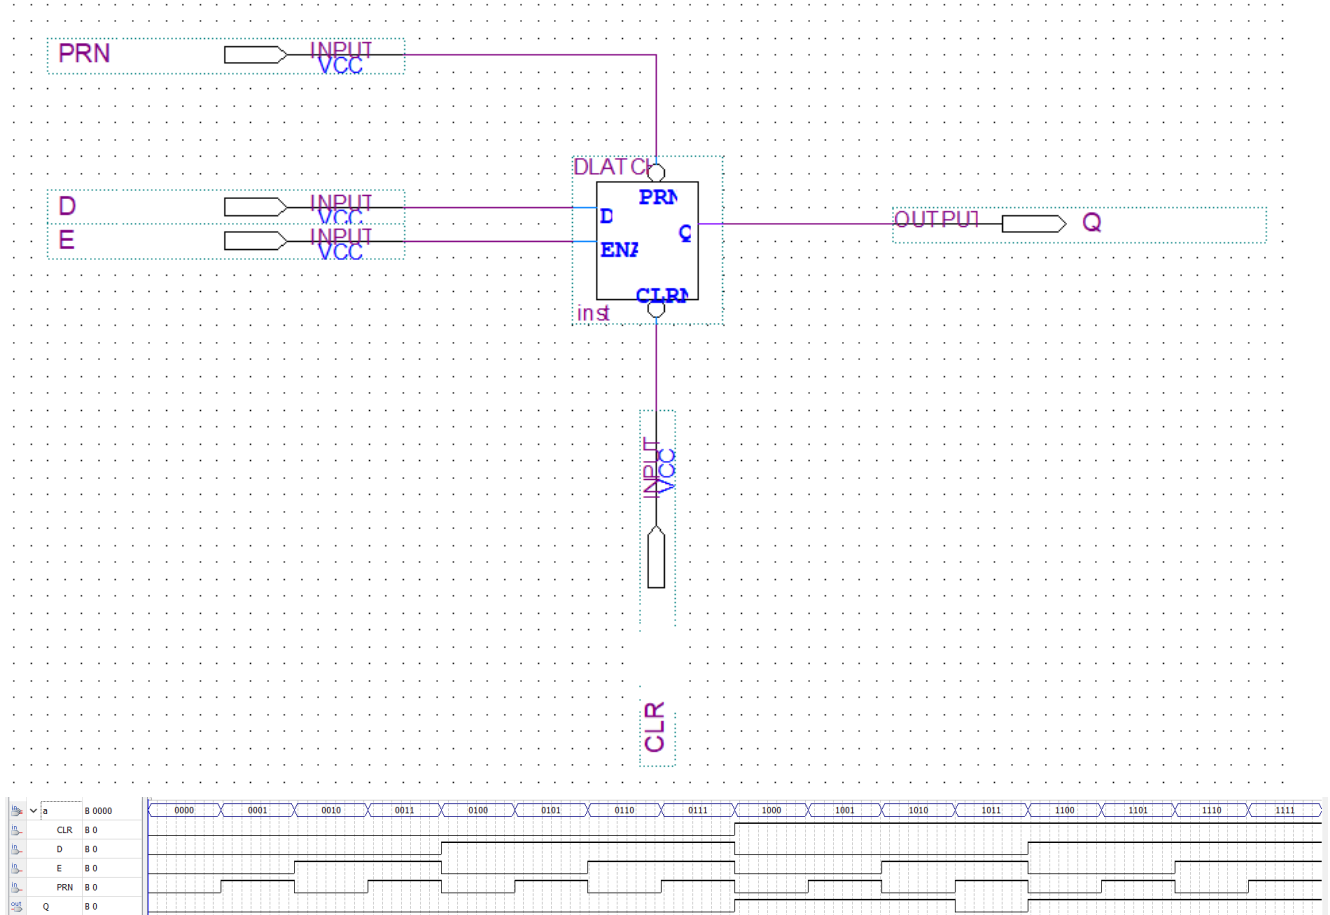 PRN INPUT VCC
DLATCH
PRN
D INPUT VCC D
E INPUT VCC ENA
Q OUTPUT Q
CLRN
inst
INPUT VCC
CLR
a B 0000 0000 0001 0010 0011 0100 0101 0110 0111 1000 1001 1010 1011 1100 1101 1110 1111
CLR B 0
D B 0
E B 0
PRN B 0
Q B 0